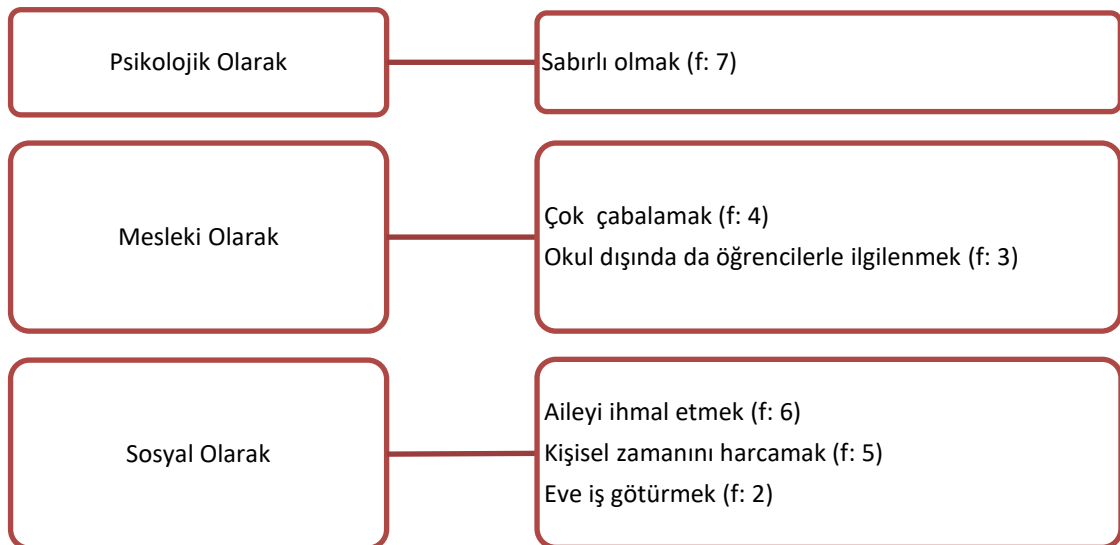 Psikolojik Olarak
Sabırlı olmak (f: 7)
Mesleki Olarak
Çok  çabalamak (f: 4)
Okul dışında da öğrencilerle ilgilenmek (f: 3)
Sosyal Olarak
Aileyi ihmal etmek (f: 6)
Kişisel zamanını harcamak (f: 5)
Eve iş götürmek (f: 2)